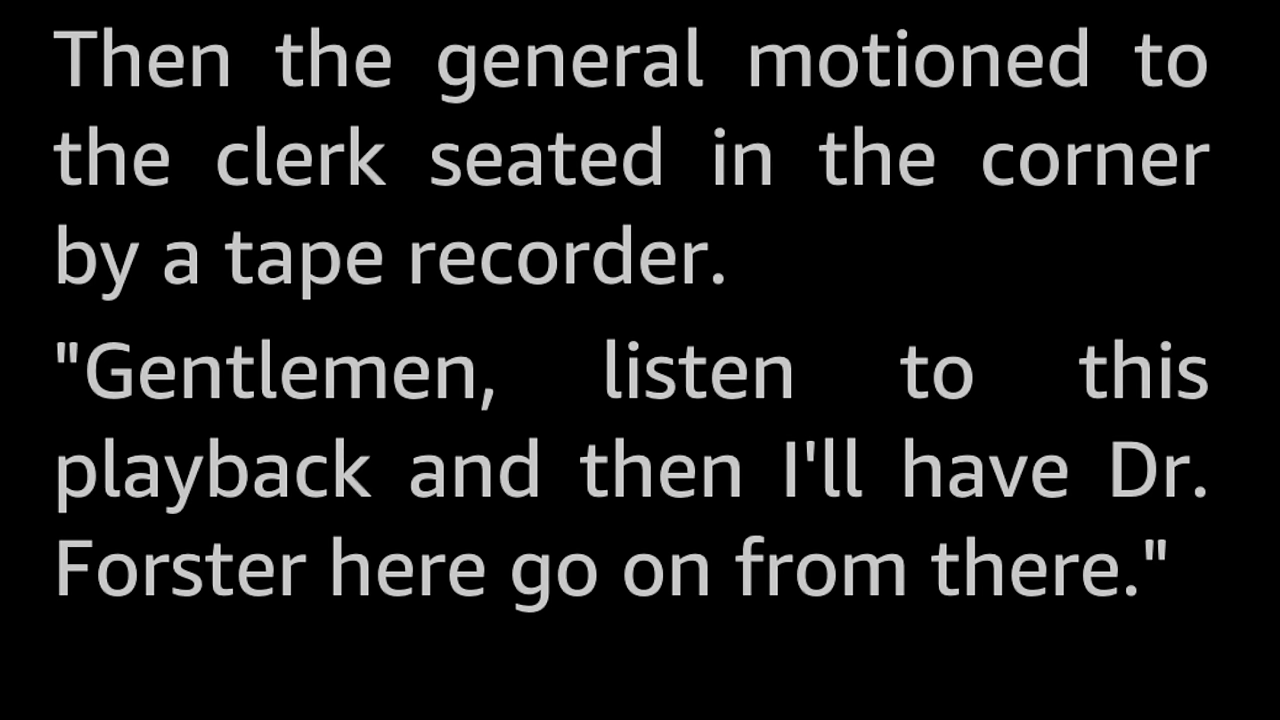 Then the general motioned to
the clerk seated in the corner
by a tape recorder.
"Gentlemen, listen to this
playback and then I'll have Dr.
Forster here go on from there."